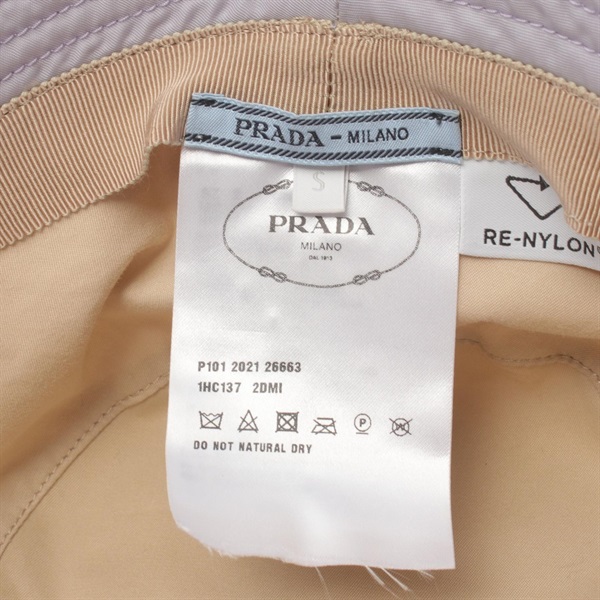 PRADA - MILANO
S
PRADA
MILANO
DAL 1913
RE-NYLON
P101 2021 26663
1HC137 2DMI
P W
DO NOT NATURAL DRY